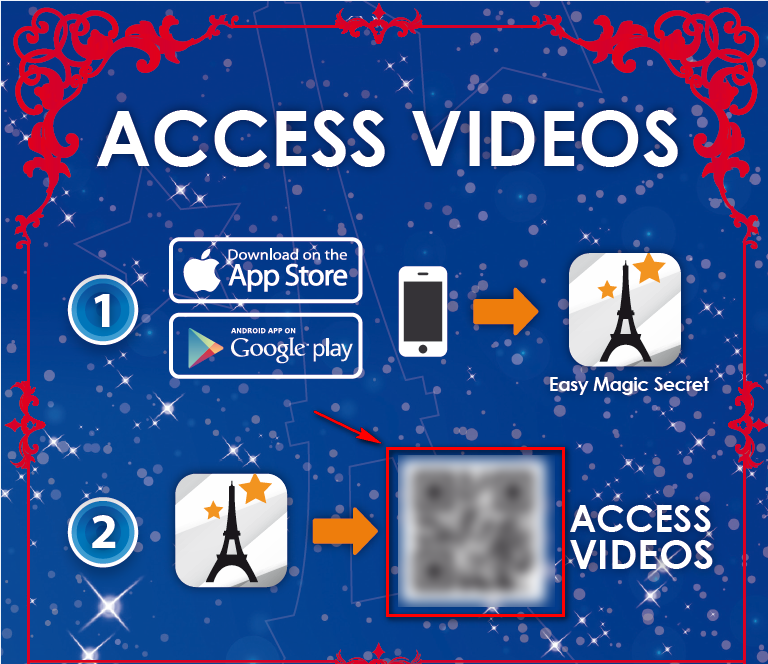 ACCESS VIDEOS
1
Download on the
App Store
ANDROID APP ON
Google play
Easy Magic Secret
2
ACCESS
VIDEOS